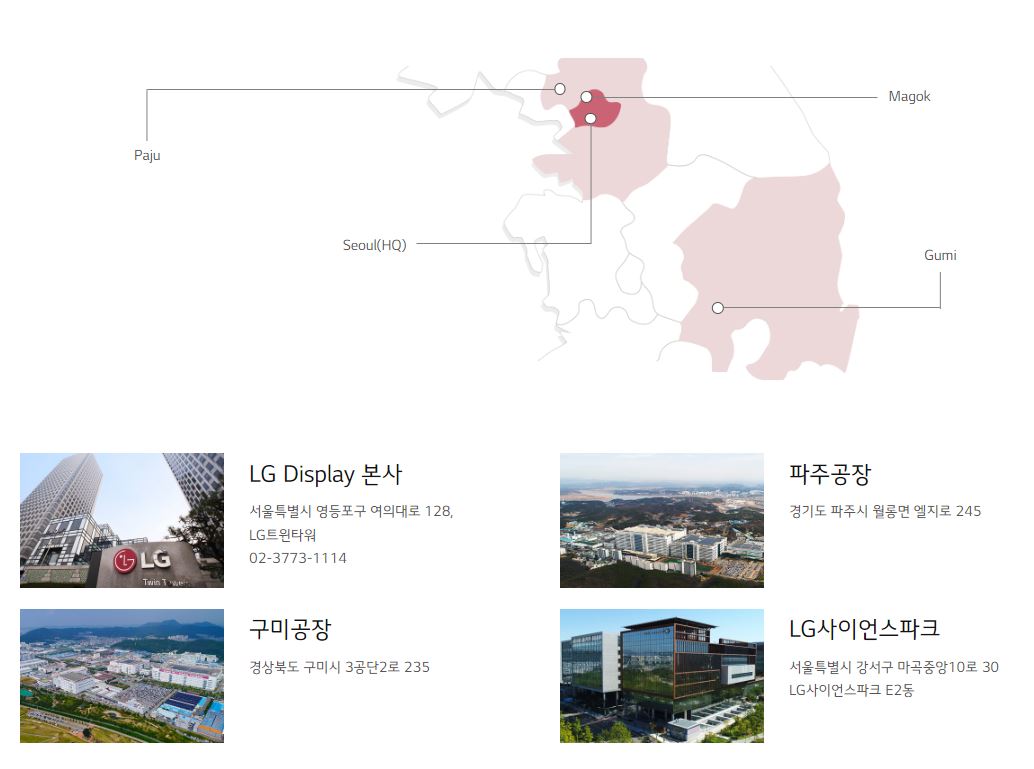 Magok
Paju
Seoul(HQ)
Gumi
LG Display 본사
서울특별시 영등포구 여의대로 128,
LG트윈타워
02-3773-1114
LG
Twin Towers
파주공장
경기도 파주시 월롱면 엘지로 245
구미공장
경상북도 구미시 3공단2로 235
LG사이언스파크
서울특별시 강서구 마곡중앙10로 30
LG사이언스파크 E2동